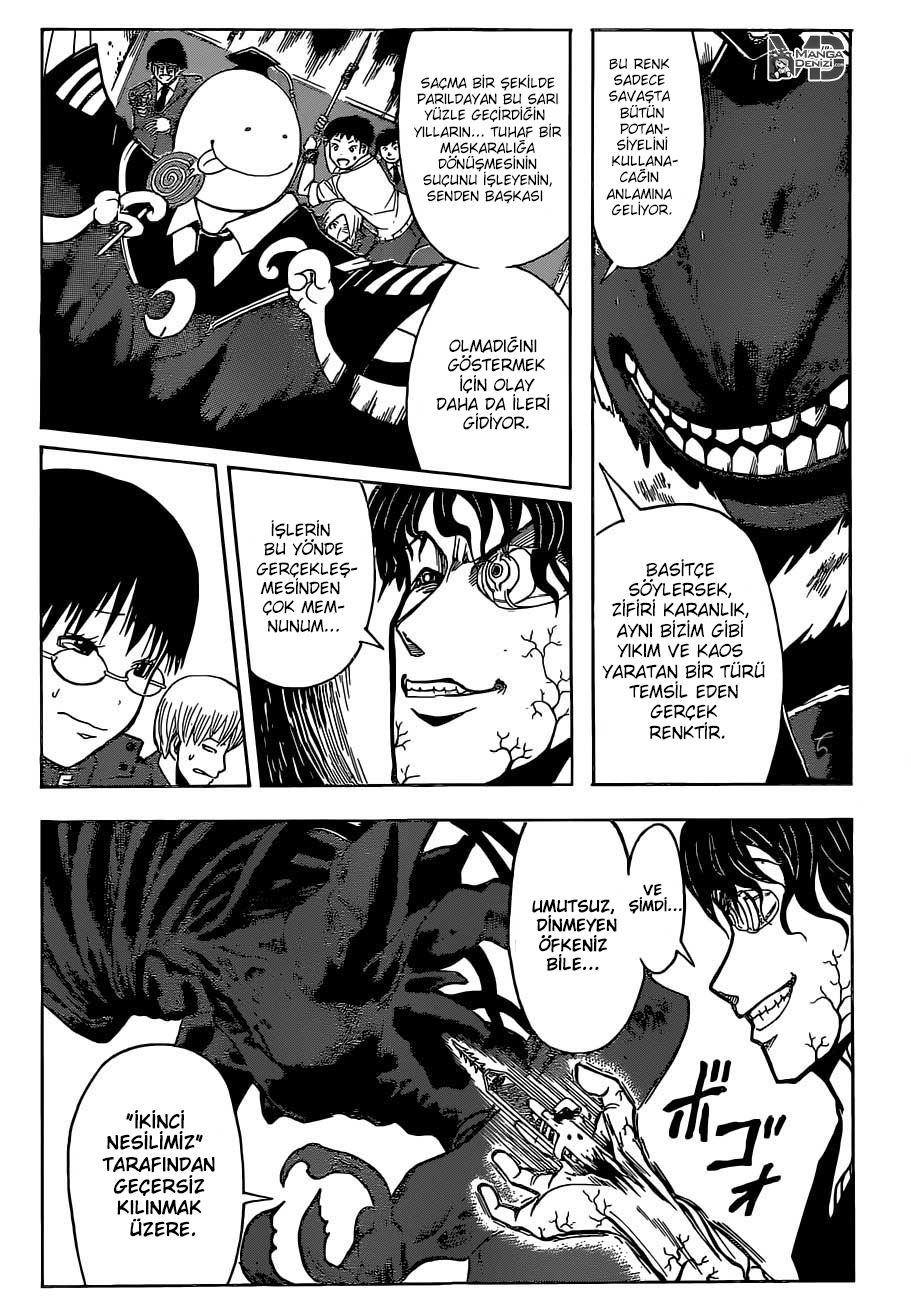 MANGA
DENİZİ
BU RENK
SADECE
SAVAŞTA
BÜTÜN
POTAN-
SİYELİNİ
KULLANA-
CAĞIN
ANLAMINA
GELİYOR.
BASİTÇE
SÖYLERSEK,
ZİFİRİ KARANLIK,
AYNI BİZİM GİBİ
YIKIM VE KAOS
YARATAN BİR TÜRÜ
TEMSİL EDEN
GERÇEK
RENKTİR.
SAÇMA BİR ŞEKİLDE
PARILDAYAN BU SARI
YÜZLE GEÇİRDİĞİN
YILLARIN... TUHAF BİR
MASKARALIĞA
DÖNÜŞMESİNİN
SUÇUNU İŞLEYENİN,
SENDEN BAŞKASI
OLMADIĞINI
GÖSTERMEK
İÇİN OLAY
DAHA DA İLERİ
GİDİYOR.
İŞLERİN
BU YÖNDE
GERÇEKLEŞ-
MESİNDEN
ÇOK MEM-
NUNUM...
VE
ŞİMDİ...
UMUTSUZ,
DİNMEYEN
ÖFKENİZ
BİLE...
ボゴォ
"İKİNCİ
NESİLİMİZ"
TARAFINDAN
GEÇERSİZ
KILINMAK
ÜZERE.